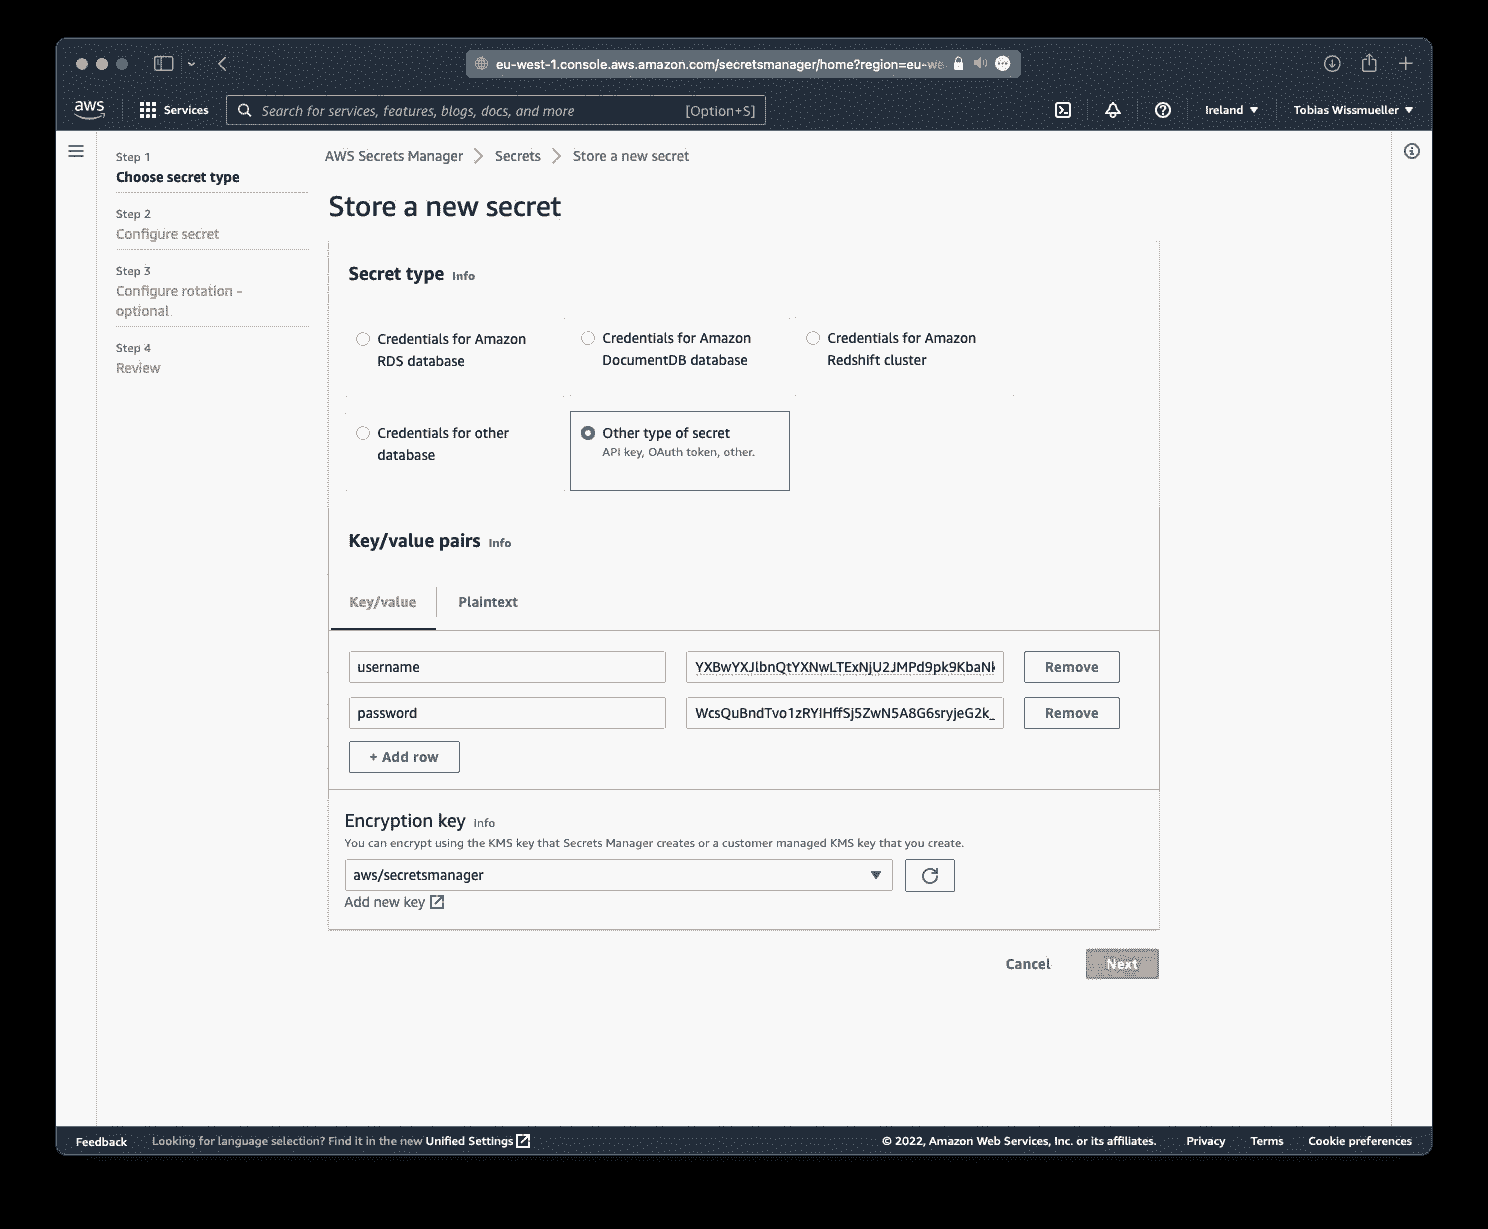 eu-west-1.console.aws.amazon.com/secretsmanager/home?region=eu-we
aws
Services
Search for services, features, blogs, docs, and more
[Option+S]
Ireland
Tobias Wissmueller
Step 1
Choose secret type
Step 2
Configure secret
Step 3
Configure rotation -
optional
Step 4
Review
AWS Secrets Manager
Secrets
Store a new secret
Store a new secret
Secret type Info
Credentials for Amazon
RDS database
Credentials for Amazon
DocumentDB database
Credentials for Amazon
Redshift cluster
Credentials for other
database
Other type of secret
API key, OAuth token, other.
Key/value pairs Info
Key/value
Plaintext
username
YXBwYXJlbnQtYXNwLTExNjU2JMPd9pk9KbaNk
Remove
password
WcsQuBndTvo1zRYIHffSj5ZwN5A8G6sryjeG2k_
Remove
+ Add row
Encryption key Info
You can encrypt using the KMS key that Secrets Manager creates or a customer managed KMS key that you create.
aws/secretsmanager
Add new key
Cancel
Next
Feedback
Looking for language selection? Find it in the new Unified Settings
© 2022, Amazon Web Services, Inc. or its affiliates.
Privacy
Terms
Cookie preferences